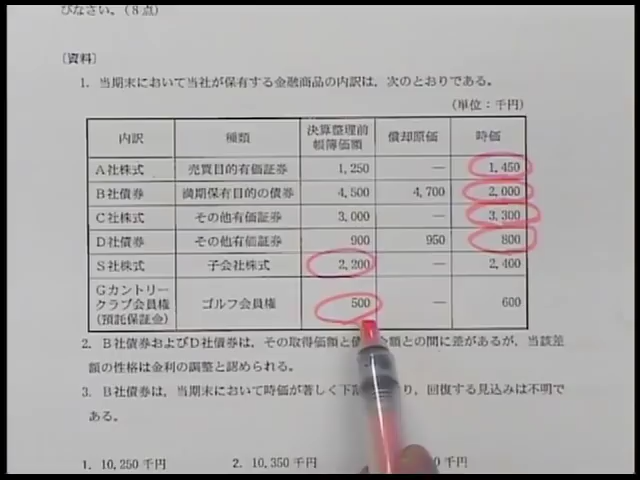 びなさい。(8点)
〔資料〕
1. 当期末において当社が保有する金融商品の内訳は，次のとおりである。
(単位：千円)
内訳 種類 決算整理前帳簿価額 償却原価 時価
A社株式 売買目的有価証券 1,250 — 1,450
B社債券 満期保有目的の債券 4,500 4,700 2,000
C社株式 その他有価証券 3,000 — 3,300
D社債券 その他有価証券 900 950 800
S社株式 子会社株式 2,200 — 2,400
Gカントリークラブ会員権(預託保証金) ゴルフ会員権 500 — 600
2. B社債券およびD社債券は，その取得価額と債 金額との間に差があるが，当該差
額の性格は金利の調整と認められる。
3. B社債券は，当期末において時価が著しく下 り，回復する見込みは不明で
ある。
1. 10,250千円 2. 10,350千円 0千円